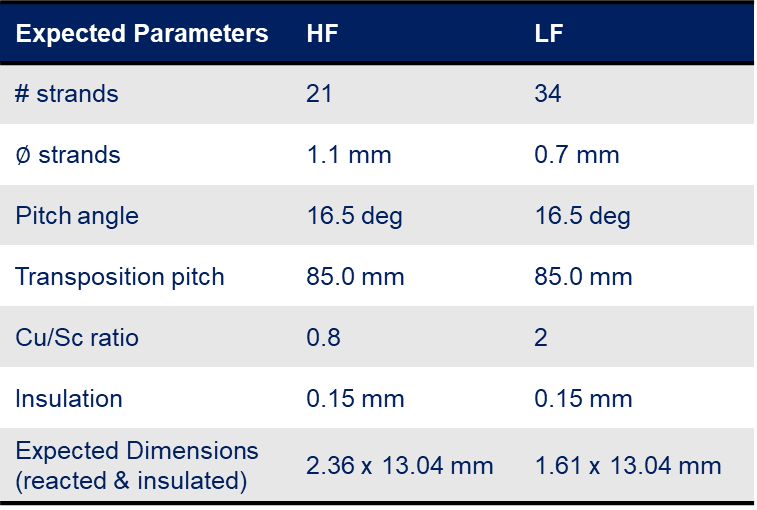 Expected Parameters HF LF
# strands 21 34
Ø strands 1.1 mm 0.7 mm
Pitch angle 16.5 deg 16.5 deg
Transposition pitch 85.0 mm 85.0 mm
Cu/Sc ratio 0.8 2
Insulation 0.15 mm 0.15 mm
Expected Dimensions
(reacted & insulated) 2.36 x 13.04 mm 1.61 x 13.04 mm